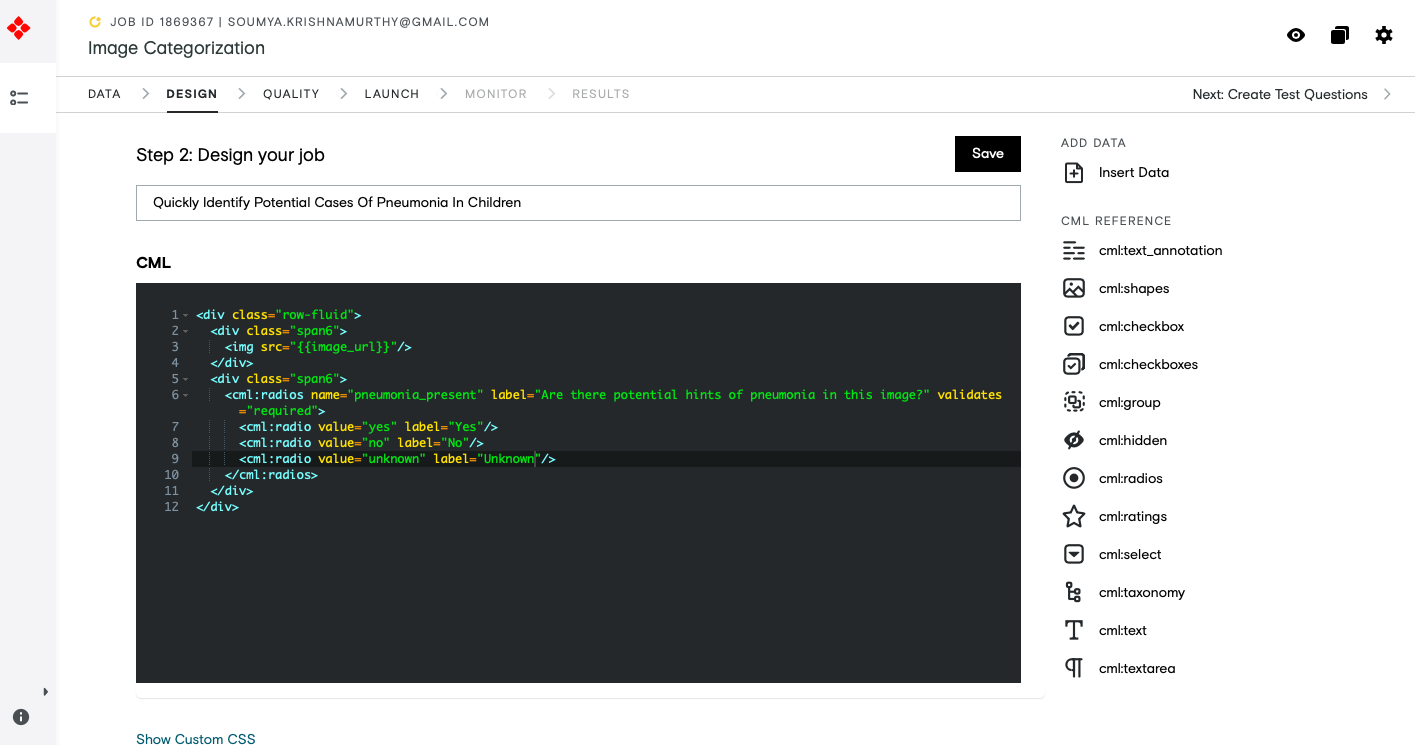 JOB ID 1869367 | SOUMYA.KRISHNAMURTHY@GMAIL.COM
Image Categorization
DATA
DESIGN
QUALITY
LAUNCH
MONITOR
RESULTS
Next: Create Test Questions
Step 2: Design your job
Save
Quickly Identify Potential Cases Of Pneumonia In Children
CML
1 <div class="row-fluid">
2 <div class="span6">
3 <img src="{{image_url}}"/>
4 </div>
5 <div class="span6">
6 <cml:radios name="pneumonia_present" label="Are there potential hints of pneumonia in this image?" validates
="required">
7 <cml:radio value="yes" label="Yes"/>
8 <cml:radio value="no" label="No"/>
9 <cml:radio value="unknown" label="Unknown"/>
10 </cml:radios>
11 </div>
12 </div>
Show Custom CSS
ADD DATA
Insert Data
CML REFERENCE
cml:text_annotation
cml:shapes
cml:checkbox
cml:checkboxes
cml:group
cml:hidden
cml:radios
cml:ratings
cml:select
cml:taxonomy
cml:text
cml:textarea